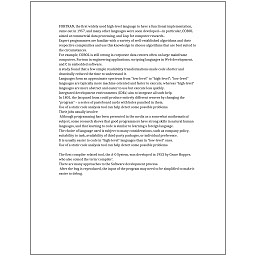 FORTRAN, the first widely used high-level language to have a functional implementation,
came out in 1957, and many other languages were soon developed—in particular, COBOL
aimed at commercial data processing, and Lisp for computer research.
Expert programmers are familiar with a variety of well-established algorithms and their
respective complexities and use this knowledge to choose algorithms that are best suited to
the circumstances.
For example, COBOL is still strong in corporate data centers often on large mainframe
computers, Fortran in engineering applications, scripting languages in Web development,
and C in embedded software.
A study found that a few simple readability transformations made code shorter and
drastically reduced the time to understand it.
Languages form an approximate spectrum from "low-level" to "high-level"; "low-level"
languages are typically more machine-oriented and faster to execute, whereas "high-level"
languages are more abstract and easier to use but execute less quickly.
Integrated development environments (IDEs) aim to integrate all such help.
In 1801, the Jacquard loom could produce entirely different weaves by changing the
"program" – a series of pasteboard cards with holes punched in them.
Use of a static code analysis tool can help detect some possible problems.
Their jobs usually involve:
Although programming has been presented in the media as a somewhat mathematical
subject, some research shows that good programmers have strong skills in natural human
languages, and that learning to code is similar to learning a foreign language.
The choice of language used is subject to many considerations, such as company policy,
suitability to task, availability of third-party packages, or individual preference.
It is usually easier to code in "high-level" languages than in "low-level" ones.
Use of a static code analysis tool can help detect some possible problems.
The first compiler related tool, the A-0 System, was developed in 1952 by Grace Hopper,
who also coined the term 'compiler'.
There are many approaches to the Software development process.
After the bug is reproduced, the input of the program may need to be simplified to make it
easier to debug.